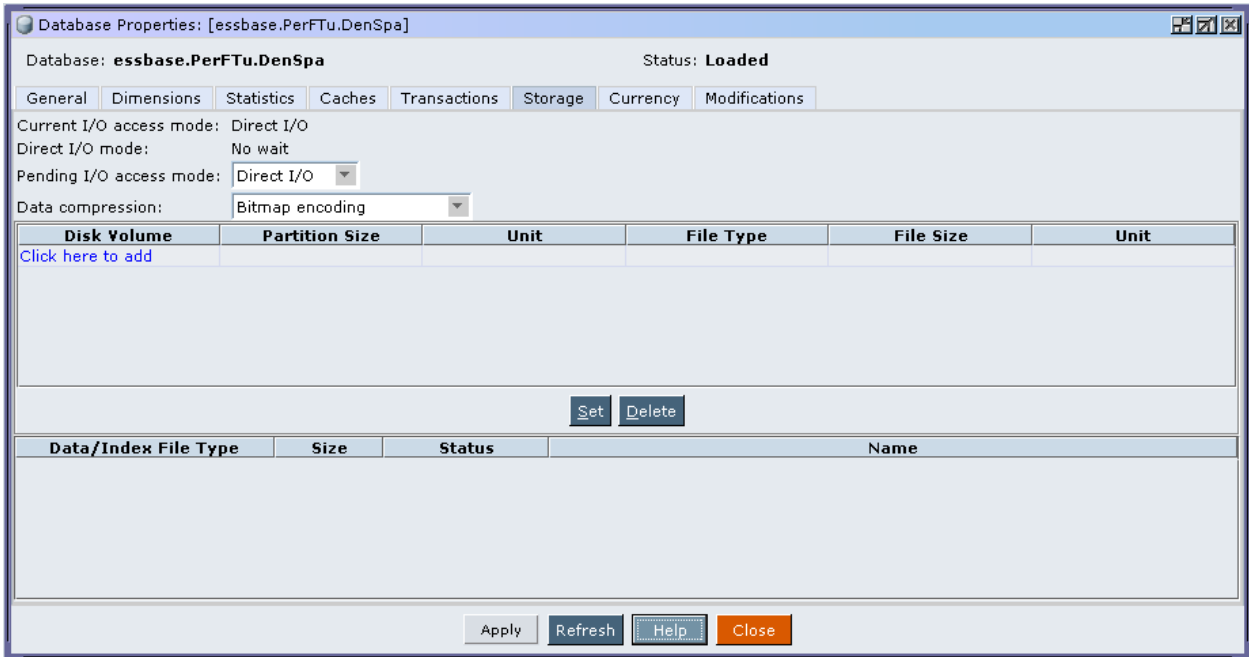 Database Properties: [essbase.PerFTu.DenSpa]
Database: essbase.PerFTu.DenSpa Status: Loaded
General Dimensions Statistics Caches Transactions Storage Currency Modifications
Current I/O access mode: Direct I/O
Direct I/O mode: No wait
Pending I/O access mode: Direct I/O
Data compression: Bitmap encoding
Disk Volume Partition Size Unit File Type File Size Unit
Click here to add
Set Delete
Data/Index File Type Size Status Name
Apply Refresh Help Close